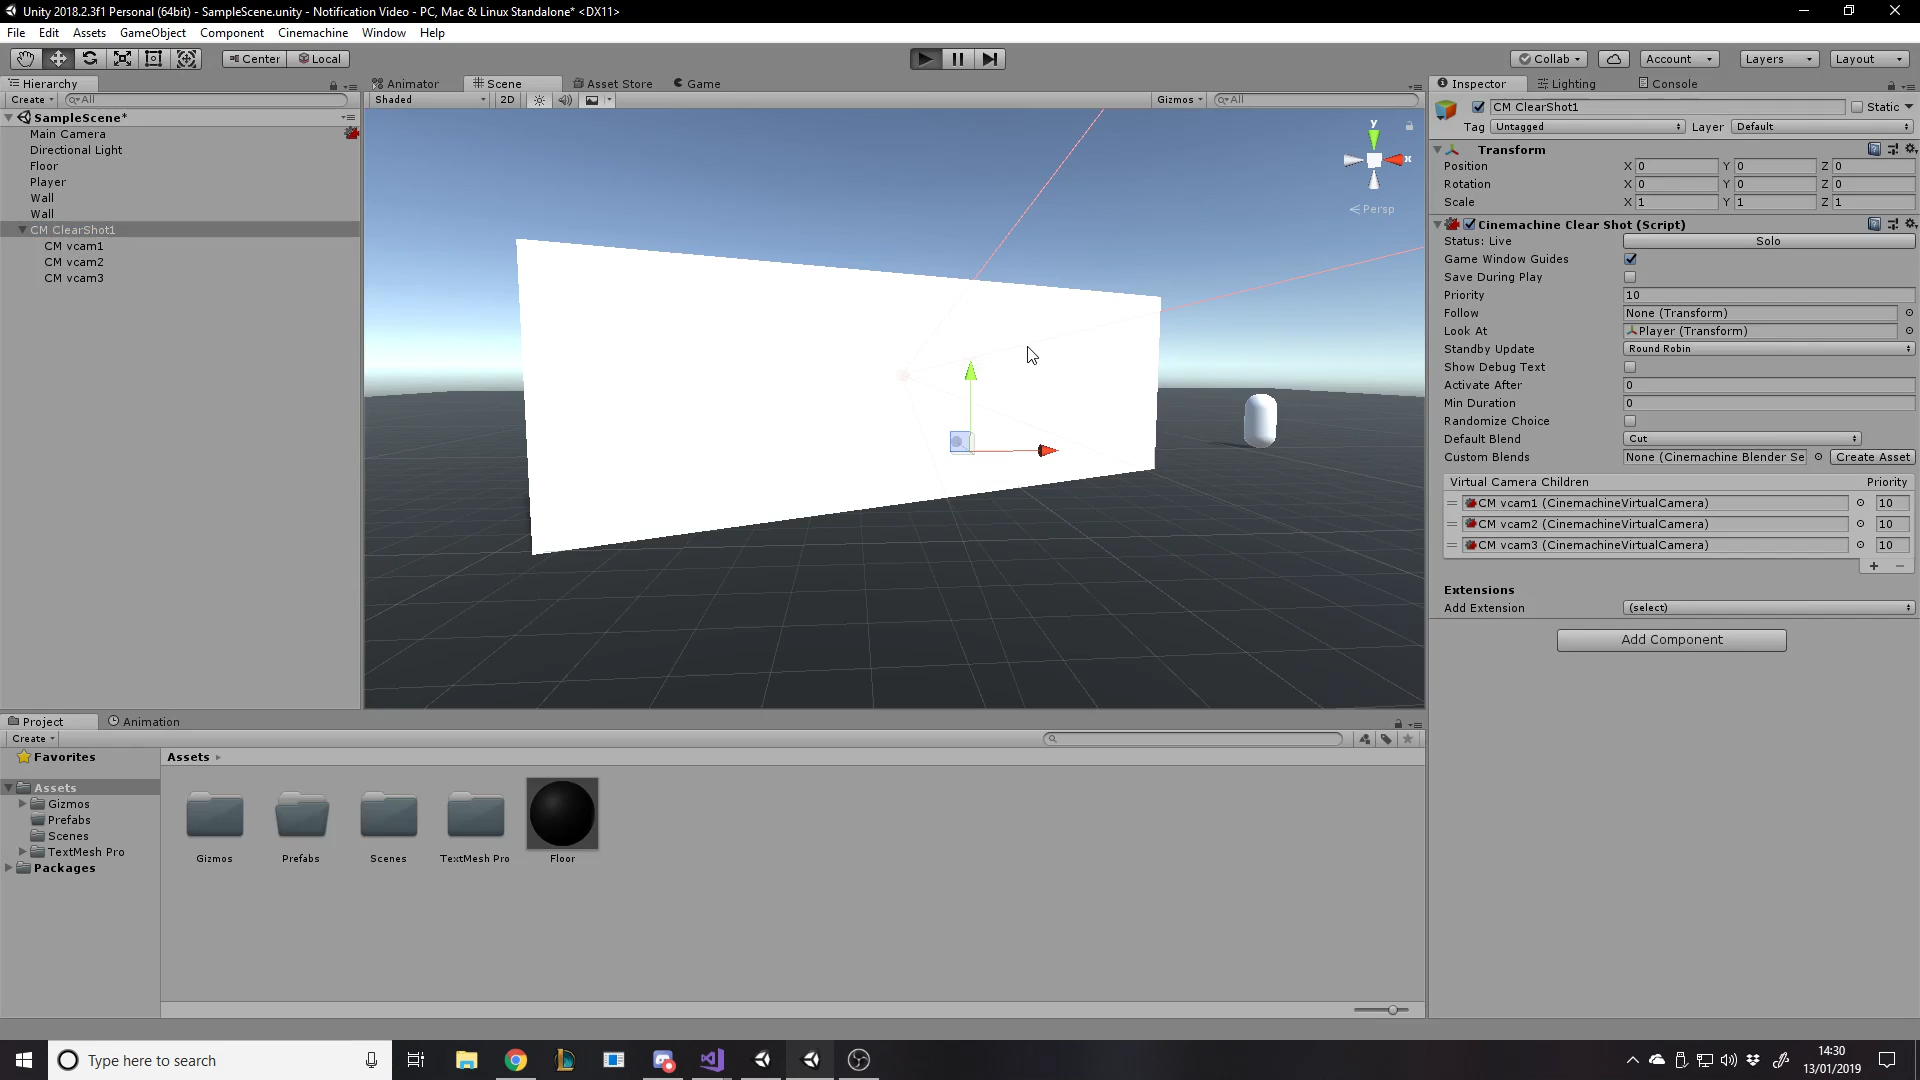 Unity 2018.2.3f1 Personal (64bit) - SampleScene.unity - Notification Video - PC, Mac & Linux Standalone* <DX11>
File Edit Assets GameObject Component Cinemachine Window Help
Center Local Collab Account Layers Layout
Hierarchy
Create All
SampleScene*
Main Camera
Directional Light
Floor
Player
Wall
Wall
CM ClearShot1
CM vcam1
CM vcam2
CM vcam3
Animator Scene Asset Store Game
Shaded 2D Gizmos All
y
x
Persp
Inspector Lighting Console
CM ClearShot1 Static
Tag Untagged Layer Default
Transform
Position X 0 Y 0 Z 0
Rotation X 0 Y 0 Z 0
Scale X 1 Y 1 Z 1
Cinemachine Clear Shot (Script)
Status: Live Solo
Game Window Guides
Save During Play
Priority 10
Follow None (Transform)
Look At Player (Transform)
Standby Update Round Robin
Show Debug Text
Activate After 0
Min Duration 0
Randomize Choice
Default Blend Cut
Custom Blends None (Cinemachine Blender Se Create Asset
Virtual Camera Children Priority
CM vcam1 (CinemachineVirtualCamera) 10
CM vcam2 (CinemachineVirtualCamera) 10
CM vcam3 (CinemachineVirtualCamera) 10
+ -
Extensions
Add Extension (select)
Add Component
Project Animation
Create
Favorites
Assets
Gizmos
Prefabs
Scenes
TextMesh Pro
Packages
Assets
Gizmos Prefabs Scenes TextMesh Pro Floor
Type here to search
14:30
13/01/2019